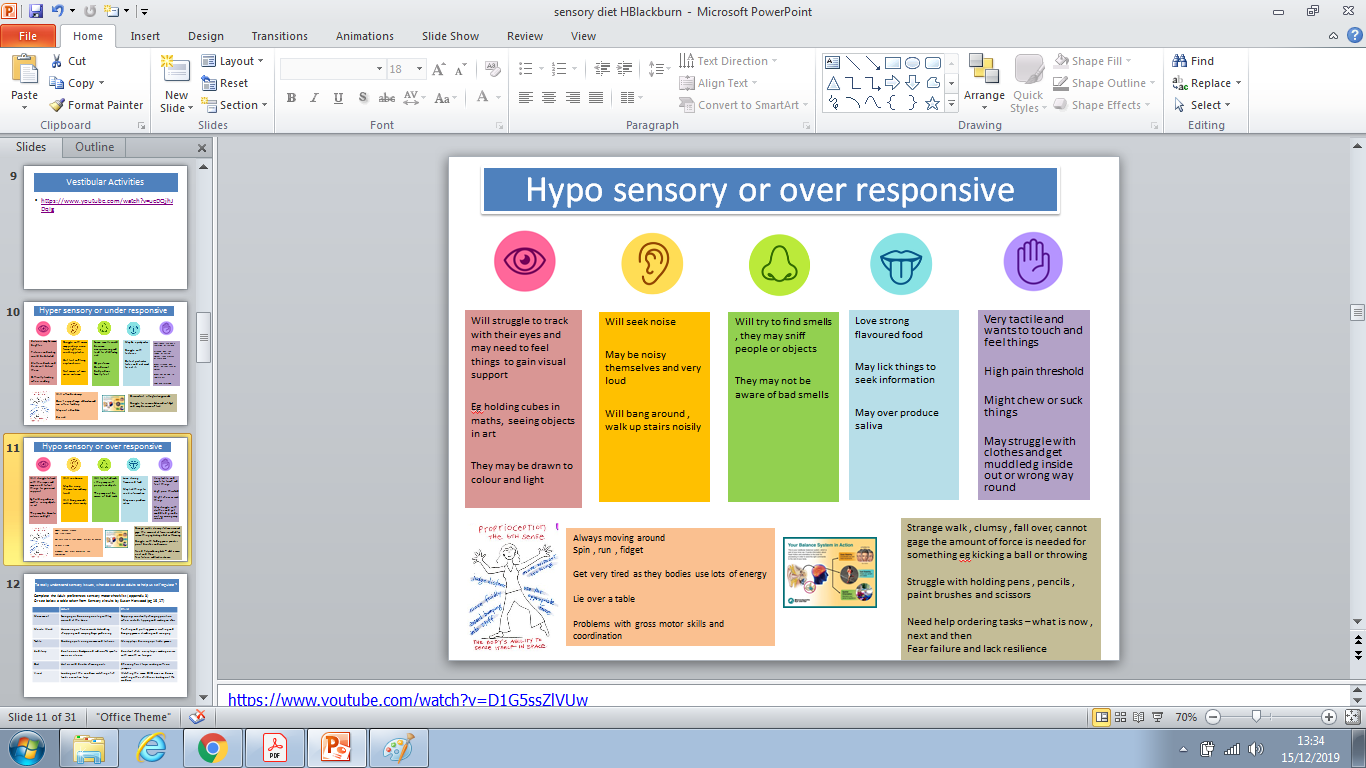 sensory diet HBlackburn - Microsoft PowerPoint
File
Home
Insert
Design
Transitions
Animations
Slide Show
Review
View
Paste
Cut
Copy
Format Painter
Clipboard
New
Slide
Layout
Reset
Section
Slides
18
Font
Text Direction
Align Text
Convert to SmartArt
Paragraph
Arrange
Quick
Styles
Shape Fill
Shape Outline
Shape Effects
Drawing
Find
Replace
Select
Editing
Slides
Outline
9
Vestibular Activities
10
Hyper sensory or under responsive
11
Hypo sensory or over responsive
12
Hypo sensory or over responsive
Will struggle to track
with their eyes and
may need to feel
things to gain visual
support
Eg holding cubes in
maths, seeing objects
in art
They may be drawn to
colour and light
Will seek noise
May be noisy
themselves and very
loud
Will bang around ,
walk up stairs noisily
Will try to find smells
, they may sniff
people or objects
They may not be
aware of bad smells
Love strong
flavoured food
May lick things to
seek information
May over produce
saliva
Very tactile and
wants to touch and
feel things
High pain threshold
Might chew or suck
things
May struggle with
clothes and get
muddled g inside
out or wrong way
round
PROPRIOCEPTION
THE 6TH SENSE
THE BODY'S ABILITY TO
SENSE ITSELF IN SPACE
Always moving around
Spin , run , fidget
Get very tired as they bodies use lots of energy
Lie over a table
Problems with gross motor skills and
coordination
Your Balance System in Action
Strange walk , clumsy , fall over, cannot
gage the amount of force is needed for
something eg kicking a ball or throwing
Struggle with holding pens , pencils ,
paint brushes and scissors
Need help ordering tasks – what is now ,
next and then
Fear failure and lack resilience
https://www.youtube.com/watch?v=D1G5ssZlVUw
Slide 11 of 31
"Office Theme"
70%
13:34
15/12/2019